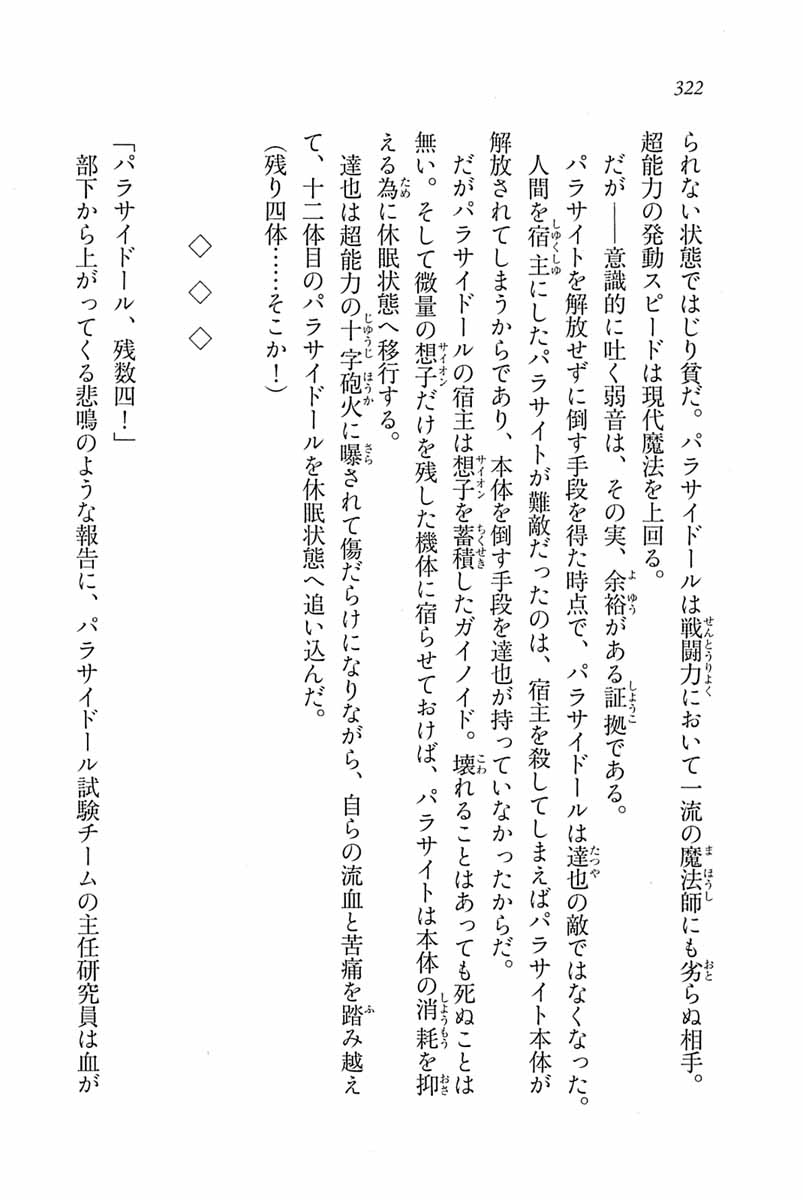 322
られない状態ではじり貧だ。パラサイドールは戦闘力において一流の魔法師にも劣らぬ相手。
超能力の発動スピードは現代魔法を上回る。
だが――意識的に吐く弱音は、その実、余裕がある証拠である。
パラサイトを解放せずに倒す手段を得た時点で、パラサイドールは達也の敵ではなくなった。
人間を宿主にしたパラサイトが難敵だったのは、宿主を殺してしまえばパラサイト本体が
解放されてしまうからであり、本体を倒す手段を達也が持っていなかったからだ。
だがパラサイドールの宿主は想子を蓄積したガイノイド。壊れることはあっても死ぬことは
無い。そして微量の想子だけを残した機体に宿らせておけば、パラサイトは本体の消耗を抑
える為に休眠状態へ移行する。
達也は超能力の十字砲火に曝されて傷だらけになりながら、自らの流血と苦痛を踏み越え
て、十二体目のパラサイドールを休眠状態へ追い込んだ。
(残り四体……そこか!)
◇ ◇ ◇
「パラサイドール、残数四!」
部下から上がってくる悲鳴のような報告に、パラサイドール試験チームの主任研究員は血が